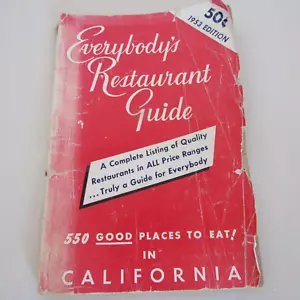 50¢
1953 EDITION
Everybody's
Restaurant
Guide
A Complete Listing of Quality
Restaurants in ALL Price Ranges
...Truly a Guide for Everybody
550 GOOD PLACES TO EAT!
IN
CALIFORNIA